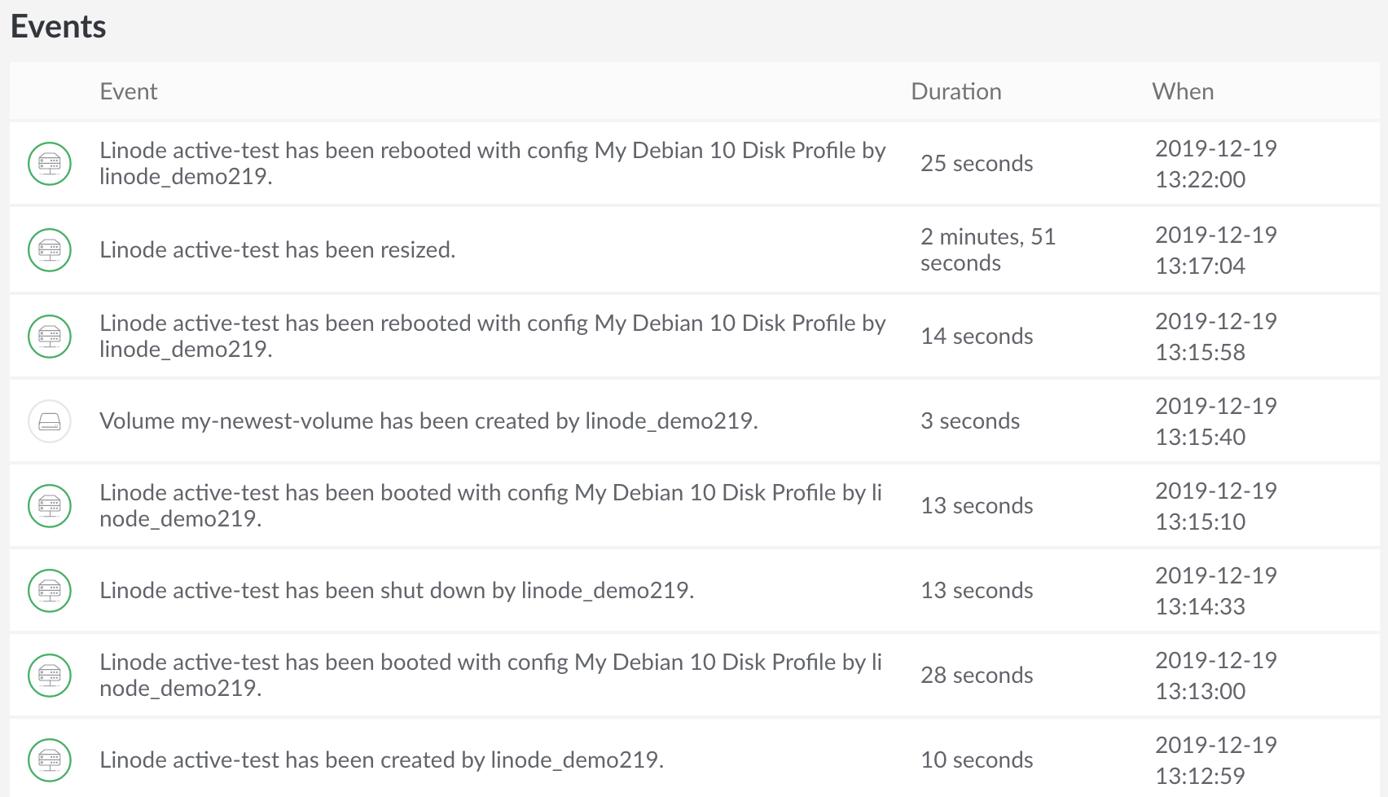 Events
Event Duration When
Linode active-test has been rebooted with config My Debian 10 Disk Profile by
linode_demo219.
25 seconds
2019-12-19
13:22:00
Linode active-test has been resized.
2 minutes, 51
seconds
2019-12-19
13:17:04
Linode active-test has been rebooted with config My Debian 10 Disk Profile by
linode_demo219.
14 seconds
2019-12-19
13:15:58
Volume my-newest-volume has been created by linode_demo219.
3 seconds
2019-12-19
13:15:40
Linode active-test has been booted with config My Debian 10 Disk Profile by li
node_demo219.
13 seconds
2019-12-19
13:15:10
Linode active-test has been shut down by linode_demo219.
13 seconds
2019-12-19
13:14:33
Linode active-test has been booted with config My Debian 10 Disk Profile by li
node_demo219.
28 seconds
2019-12-19
13:13:00
Linode active-test has been created by linode_demo219.
10 seconds
2019-12-19
13:12:59